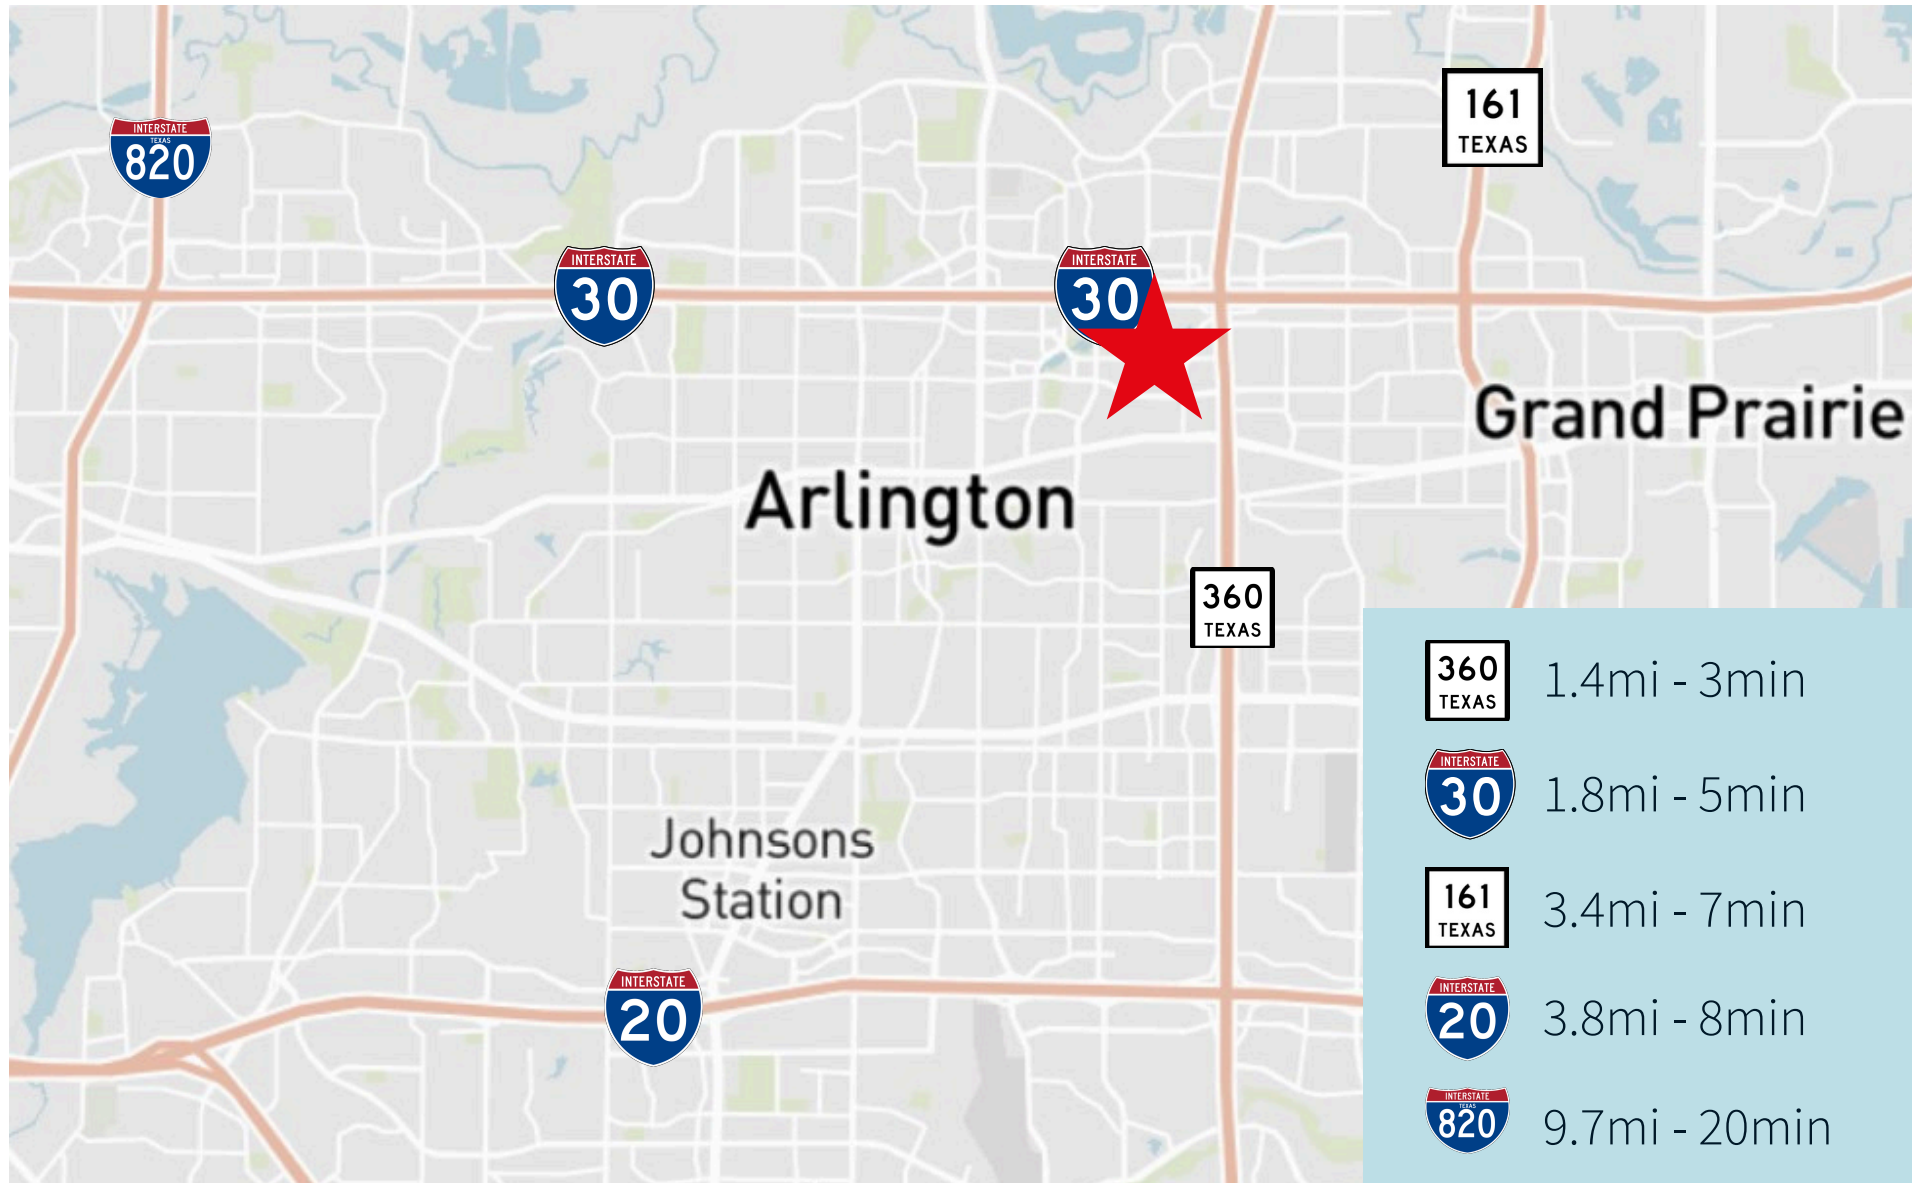 161
TEXAS
INTERSTATE
TEXAS
820
INTERSTATE
30
INTERSTATE
30
Grand Prairie
Arlington
360
TEXAS
Johnsons
Station
INTERSTATE
20
360
TEXAS
1.4mi - 3min
INTERSTATE
30
1.8mi - 5min
161
TEXAS
3.4mi - 7min
INTERSTATE
20
3.8mi - 8min
INTERSTATE
TEXAS
820
9.7mi - 20min